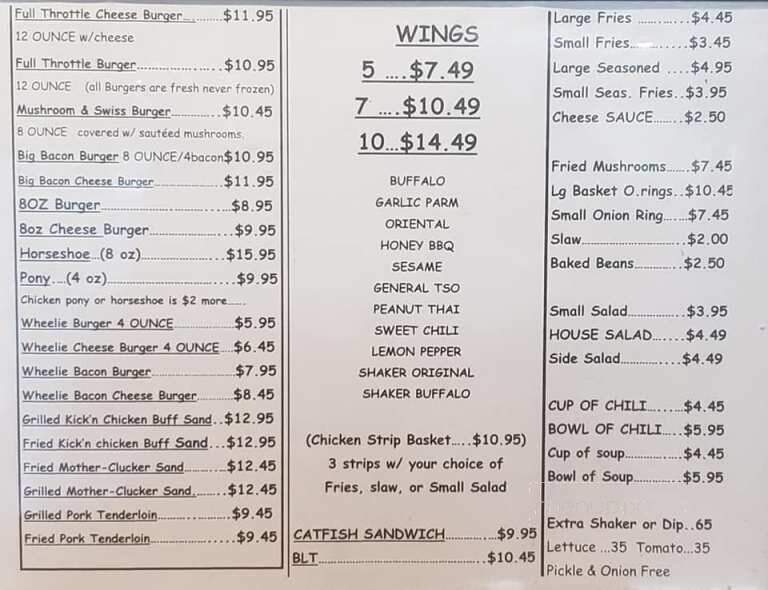 Full Throttle Cheese Burger............$11.95
12 OUNCE w/cheese
Full Throttle Burger......................$10.95
12 OUNCE (all Burgers are fresh never frozen)
Mushroom & Swiss Burger..............$10.45
8 OUNCE covered w/ sautéed mushrooms.
Big Bacon Burger 8 OUNCE/4bacon$10.95
Big Bacon Cheese Burger...................$11.95
8OZ Burger..............................$8.95
8oz Cheese Burger.....................$9.95
Horseshoe...(8 oz).....................$15.95
Pony....(4 oz)............................$9.95
Chicken pony or horseshoe is $2 more......
Wheelie Burger 4 OUNCE.................$5.95
Wheelie Cheese Burger 4 OUNCE....$6.45
Wheelie Bacon Burger.......................$7.95
Wheelie Bacon Cheese Burger...........$8.45
Grilled Kick'n Chicken Buff Sand..$12.95
Fried Kick'n chicken Buff Sand...$12.95
Fried Mother-Clucker Sand.............$12.45
Grilled Mother-Clucker Sand..........$12.45
Grilled Pork Tenderloin....................$9.45
Fried Pork Tenderloin........................$9.45
WINGS
5 ....$7.49
7 ....$10.49
10...$14.49
BUFFALO
GARLIC PARM
ORIENTAL
HONEY BBQ
SESAME
GENERAL TSO
PEANUT THAI
SWEET CHILI
LEMON PEPPER
SHAKER ORIGINAL
SHAKER BUFFALO
(Chicken Strip Basket.....$10.95)
3 strips w/ your choice of
Fries, slaw, or Small Salad
CATFISH SANDWICH...............$9.95
BLT......................................$10.45
Large Fries ............$4.45
Small Fries..............$3.45
Large Seasoned ....$4.95
Small Seas. Fries..$3.95
Cheese SAUCE.......$2.50
Fried Mushrooms.......$7.45
Lg Basket O.rings..$10.45
Small Onion Ring......$7.45
Slaw........................$2.00
Baked Beans.............$2.50
Small Salad..............$3.95
HOUSE SALAD.......$4.49
Side Salad...............$4.49
CUP OF CHILI.........$4.45
BOWL OF CHILI.....$5.95
Cup of soup..............$4.45
Bowl of Soup............$5.95
Extra Shaker or Dip..65
Lettuce ...35 Tomato...35
Pickle & Onion Free